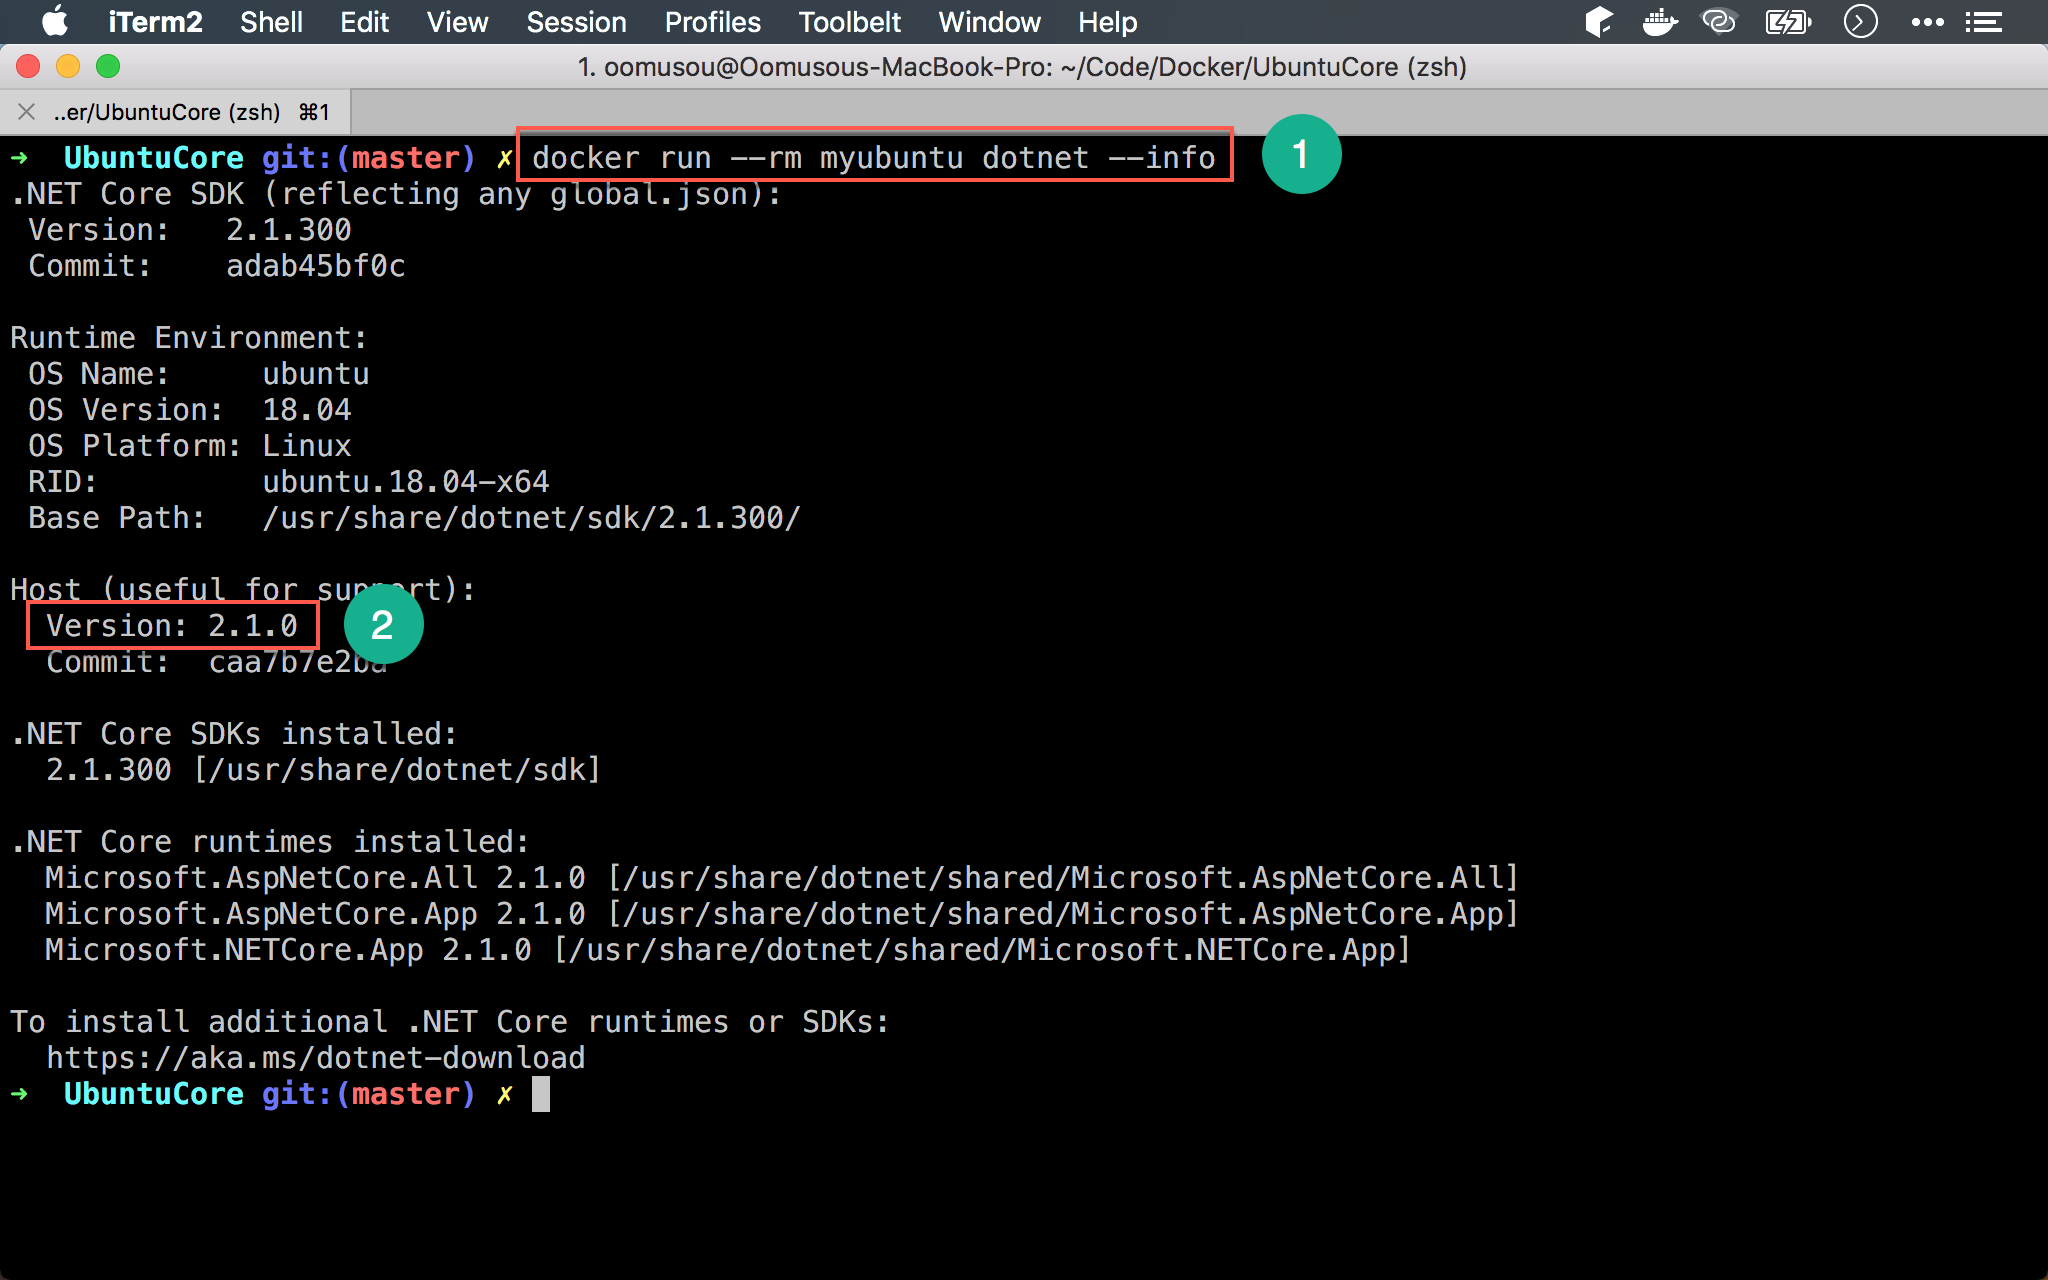 iTerm2 Shell Edit View Session Profiles Toolbelt Window Help
1. oomusou@Oomusous-MacBook-Pro: ~/Code/Docker/UbuntuCore (zsh)
..er/UbuntuCore (zsh) ⌘1
➜ UbuntuCore git:(master) ✗ docker run --rm myubuntu dotnet --info
1
.NET Core SDK (reflecting any global.json):
Version: 2.1.300
Commit: adab45bf0c
Runtime Environment:
OS Name: ubuntu
OS Version: 18.04
OS Platform: Linux
RID: ubuntu.18.04-x64
Base Path: /usr/share/dotnet/sdk/2.1.300/
Host (useful for support):
Version: 2.1.0
2
Commit: caa7b7e2ba
.NET Core SDKs installed:
2.1.300 [/usr/share/dotnet/sdk]
.NET Core runtimes installed:
Microsoft.AspNetCore.All 2.1.0 [/usr/share/dotnet/shared/Microsoft.AspNetCore.All]
Microsoft.AspNetCore.App 2.1.0 [/usr/share/dotnet/shared/Microsoft.AspNetCore.App]
Microsoft.NETCore.App 2.1.0 [/usr/share/dotnet/shared/Microsoft.NETCore.App]
To install additional .NET Core runtimes or SDKs:
https://aka.ms/dotnet-download
➜ UbuntuCore git:(master) ✗